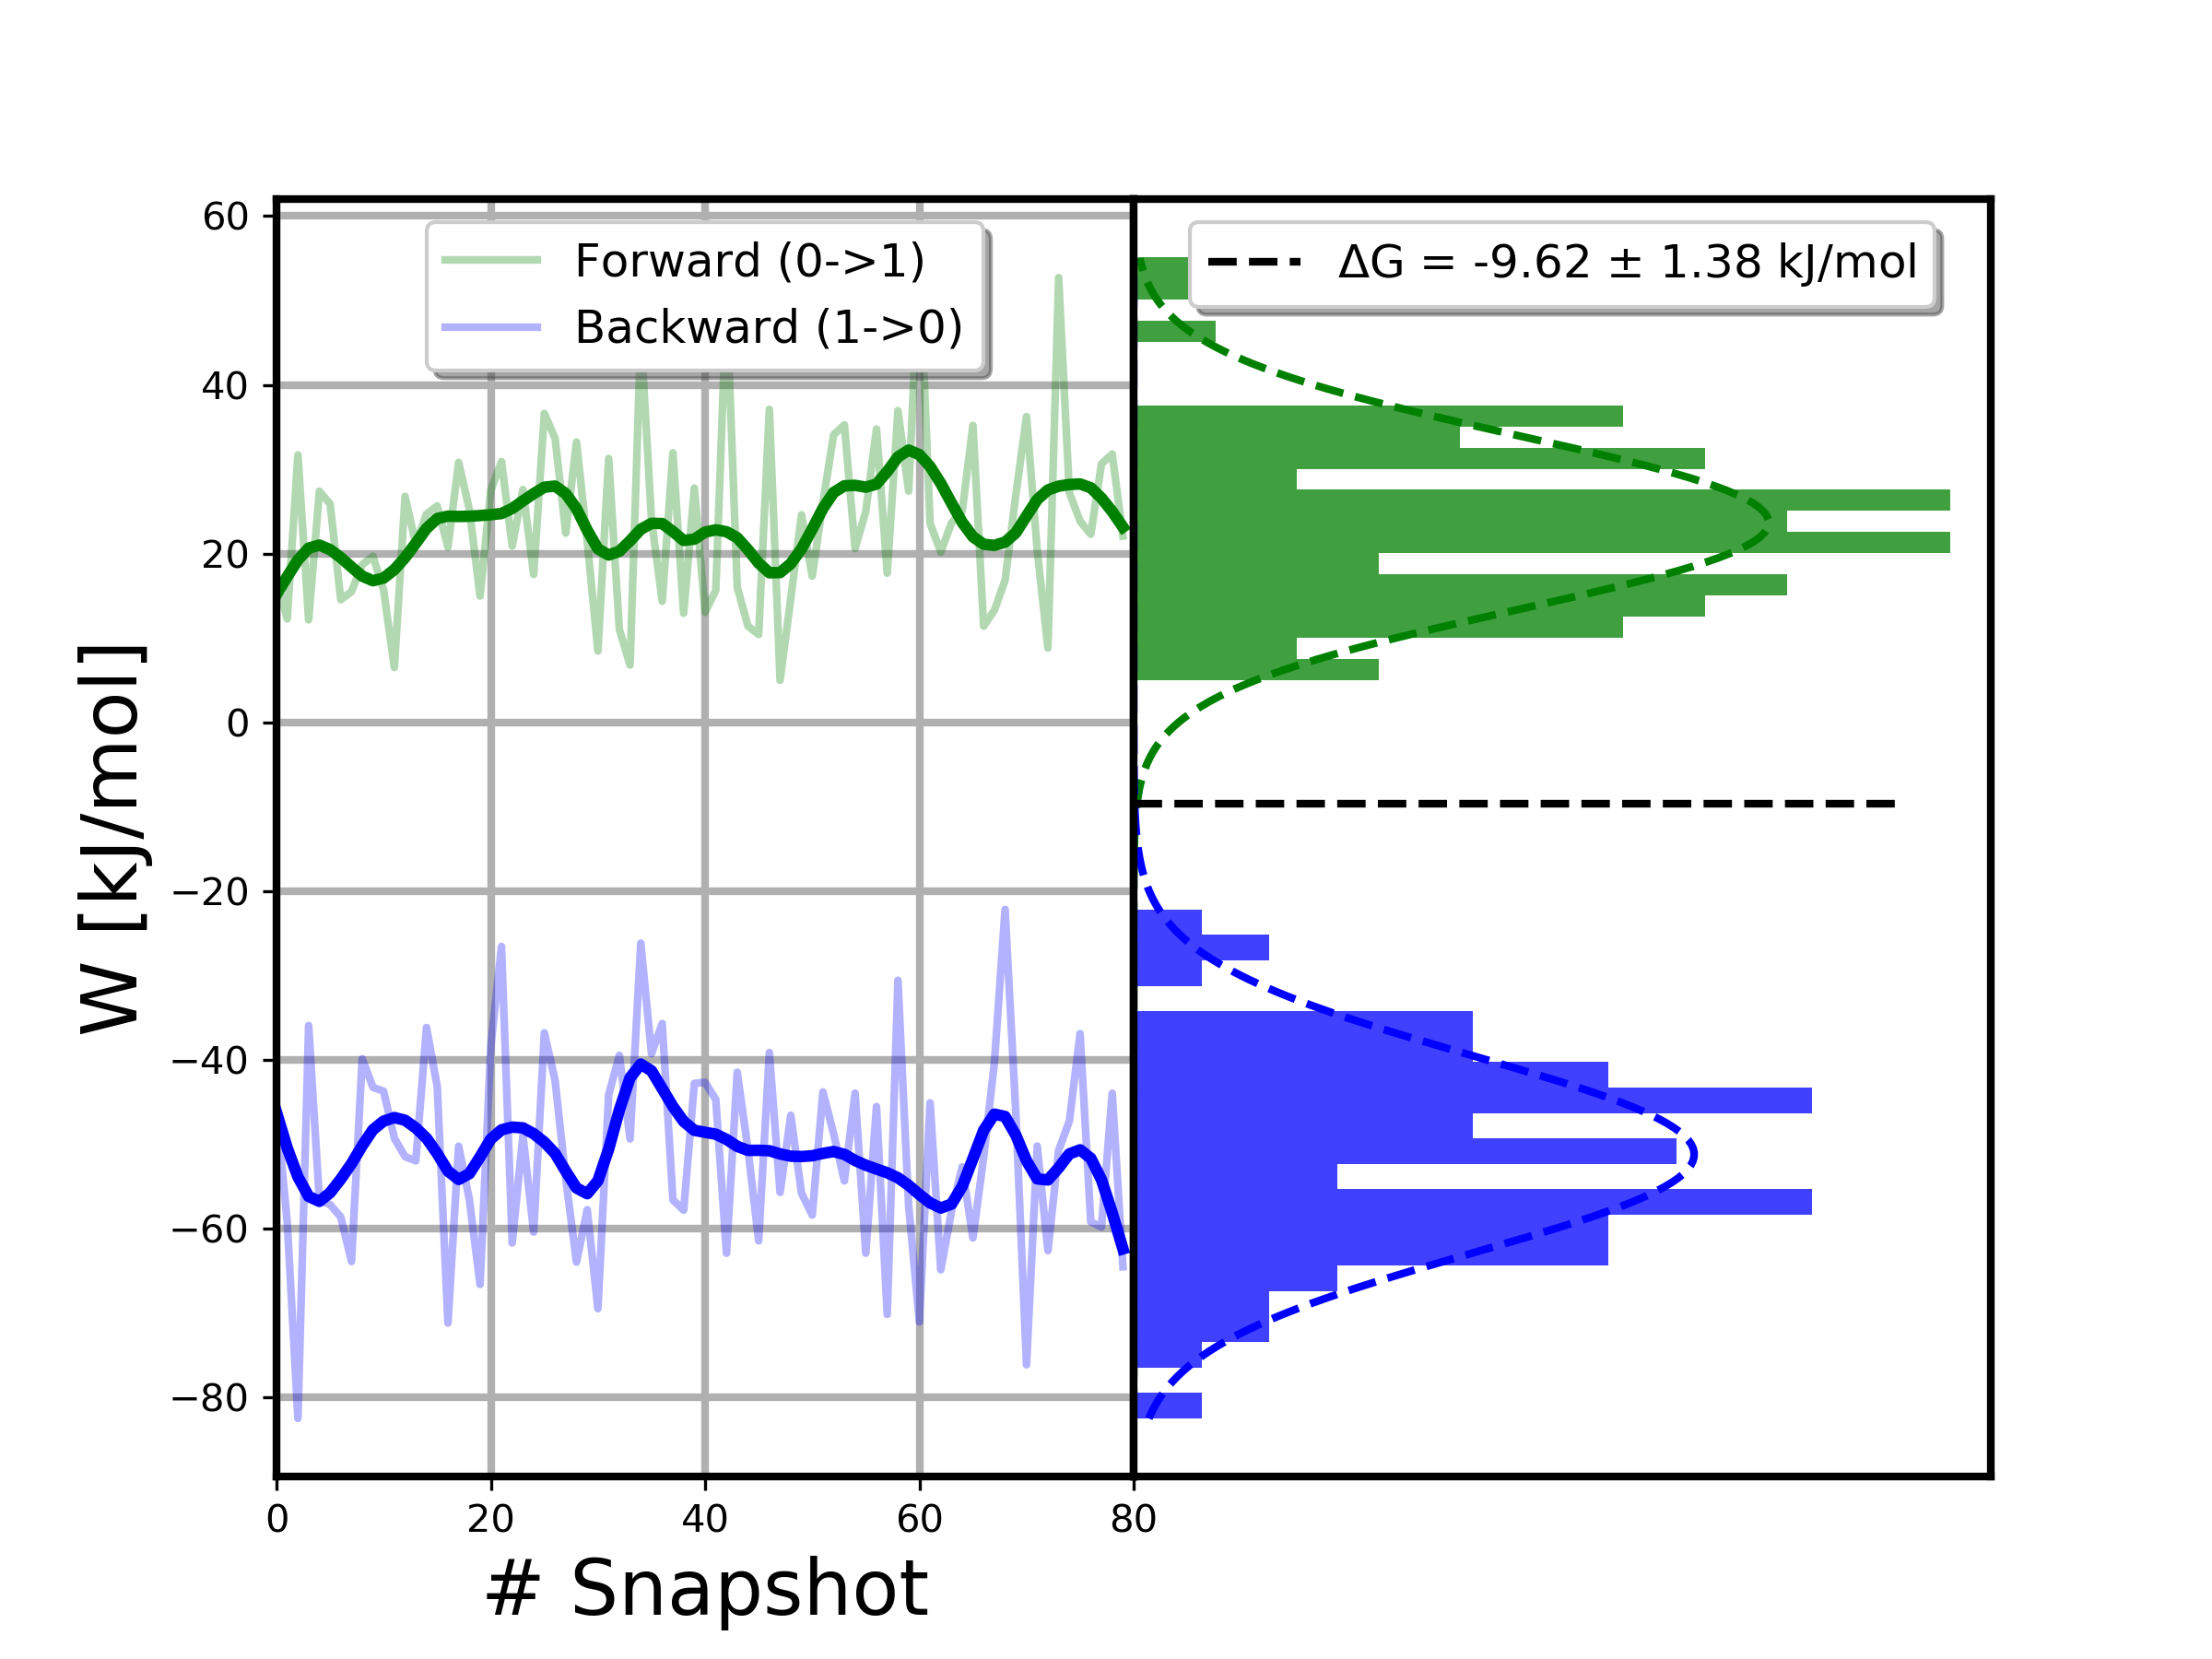 Forward (0->1)
Backward (1->0)
ΔG = -9.62 ± 1.38 kJ/mol
60
40
20
0
−20
−40
−60
−80
W [kJ/mol]
0 20 40 60 80
# Snapshot